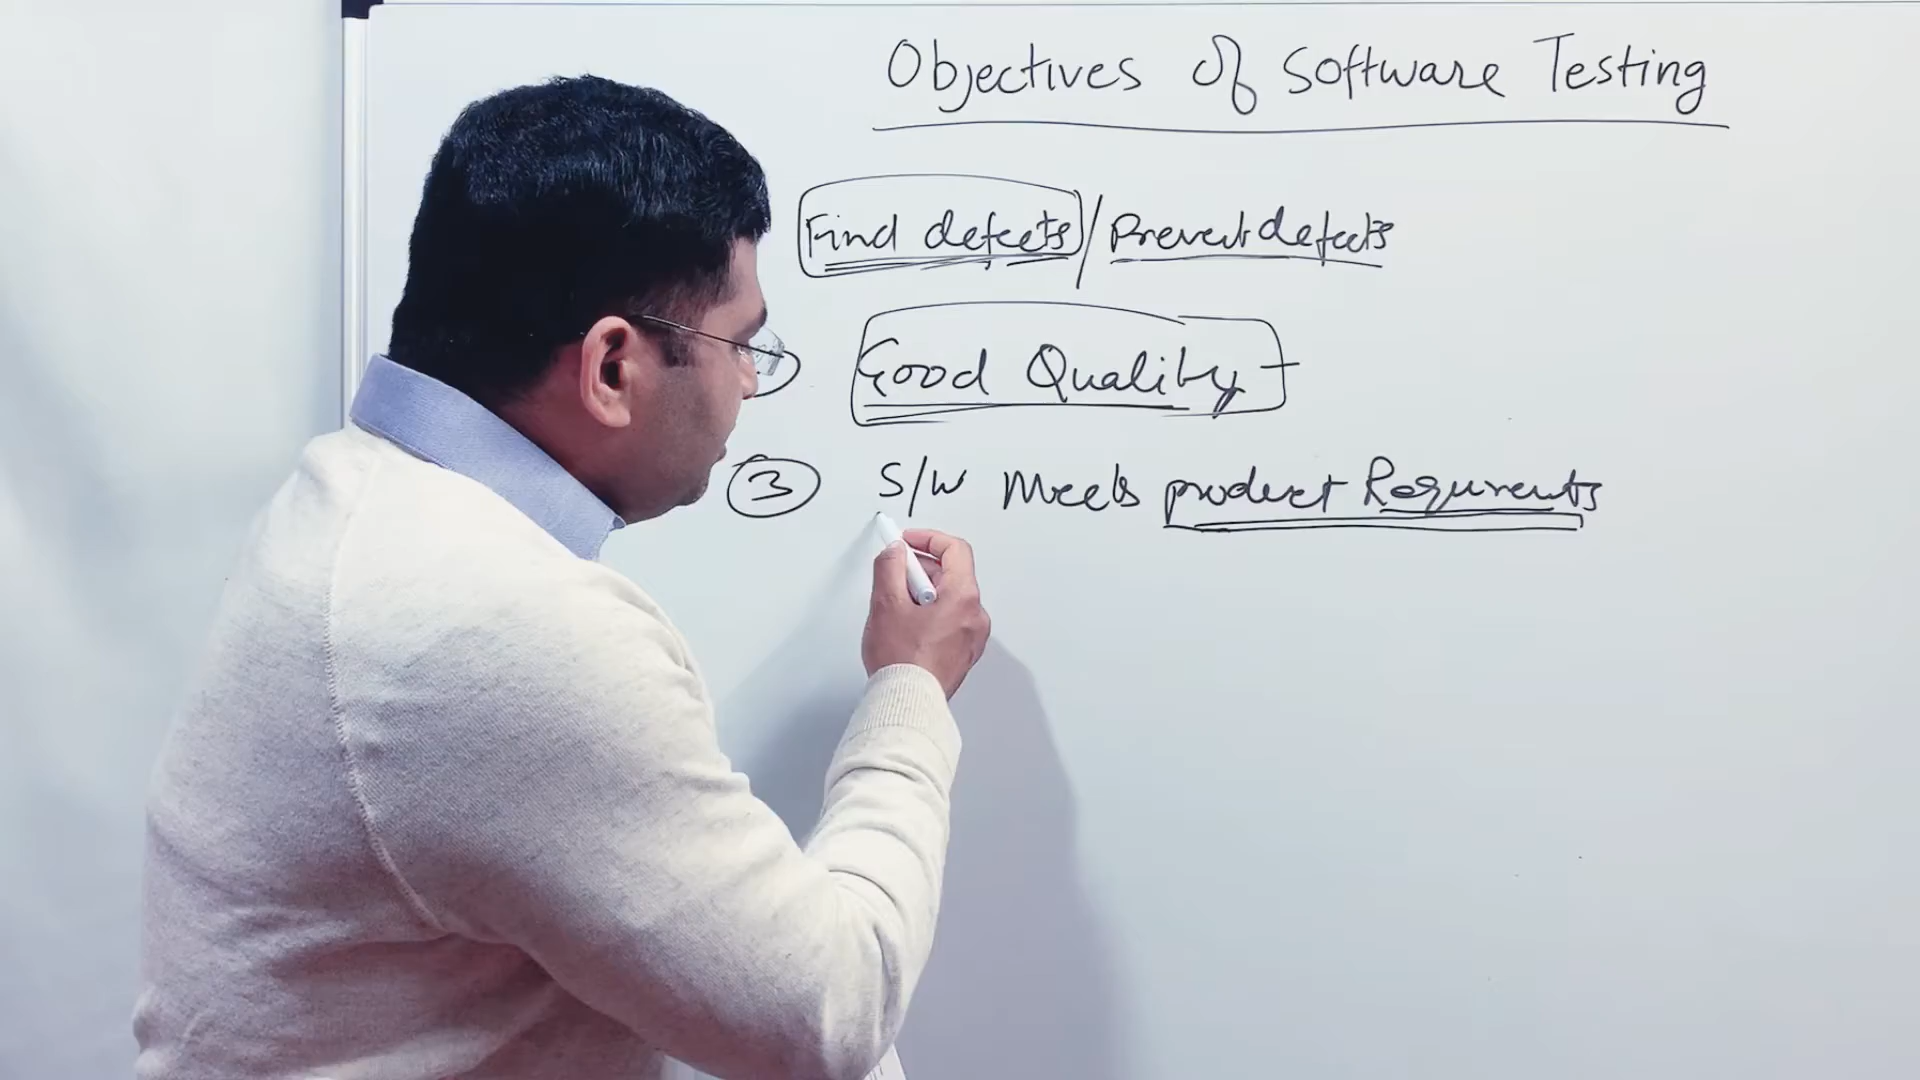 Objectives Of Software Testing
Find defects / Prevent defects
Good Quality
3 S/W Meets product Requirements